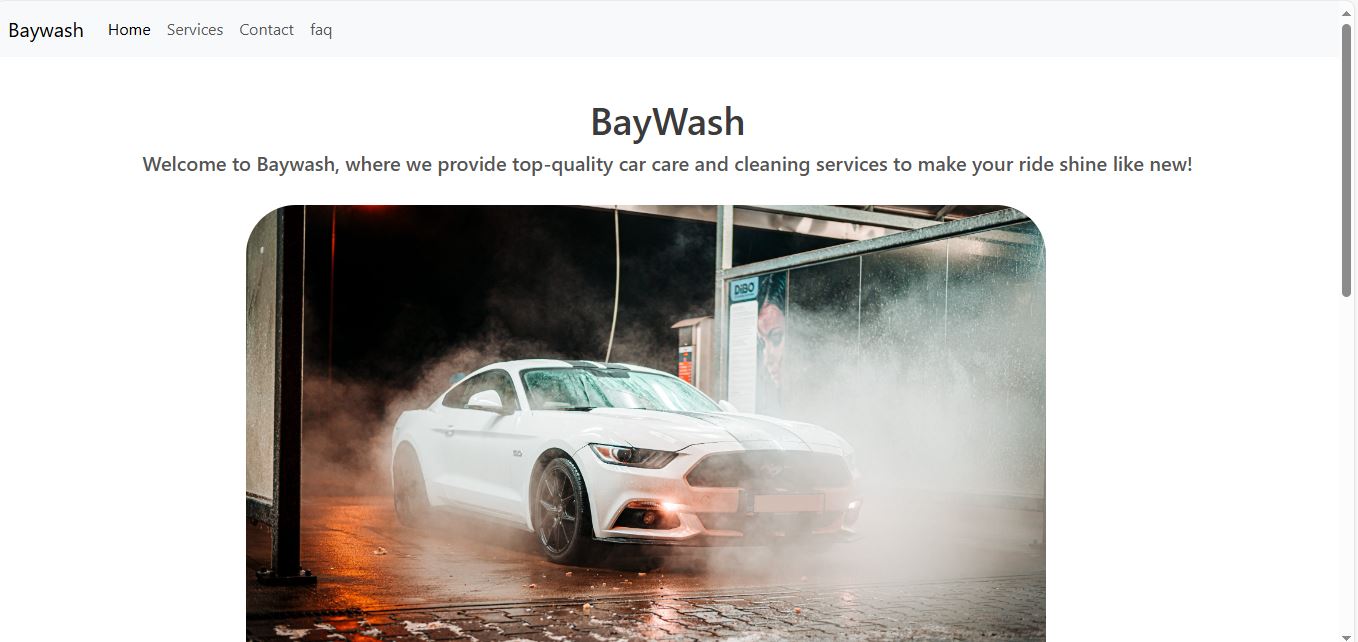 Baywash Home Services Contact faq
BayWash
Welcome to Baywash, where we provide top-quality car care and cleaning services to make your ride shine like new!
DiBO